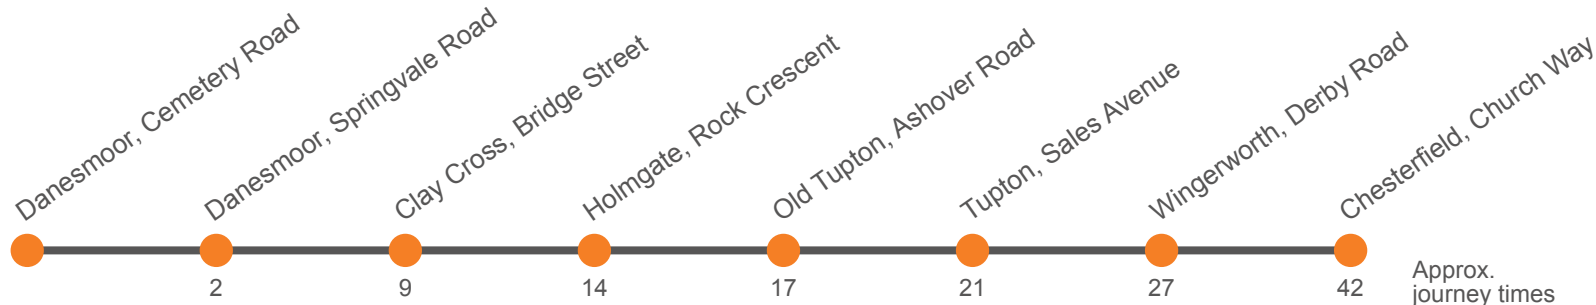 Danesmoor, Cemetery Road
Danesmoor, Springvale Road
Clay Cross, Bridge Street
Holmgate, Rock Crescent
Old Tupton, Ashover Road
Tupton, Sales Avenue
Wingerworth, Derby Road
Chesterfield, Church Way
2
9
14
17
21
27
42
Approx.
journey times